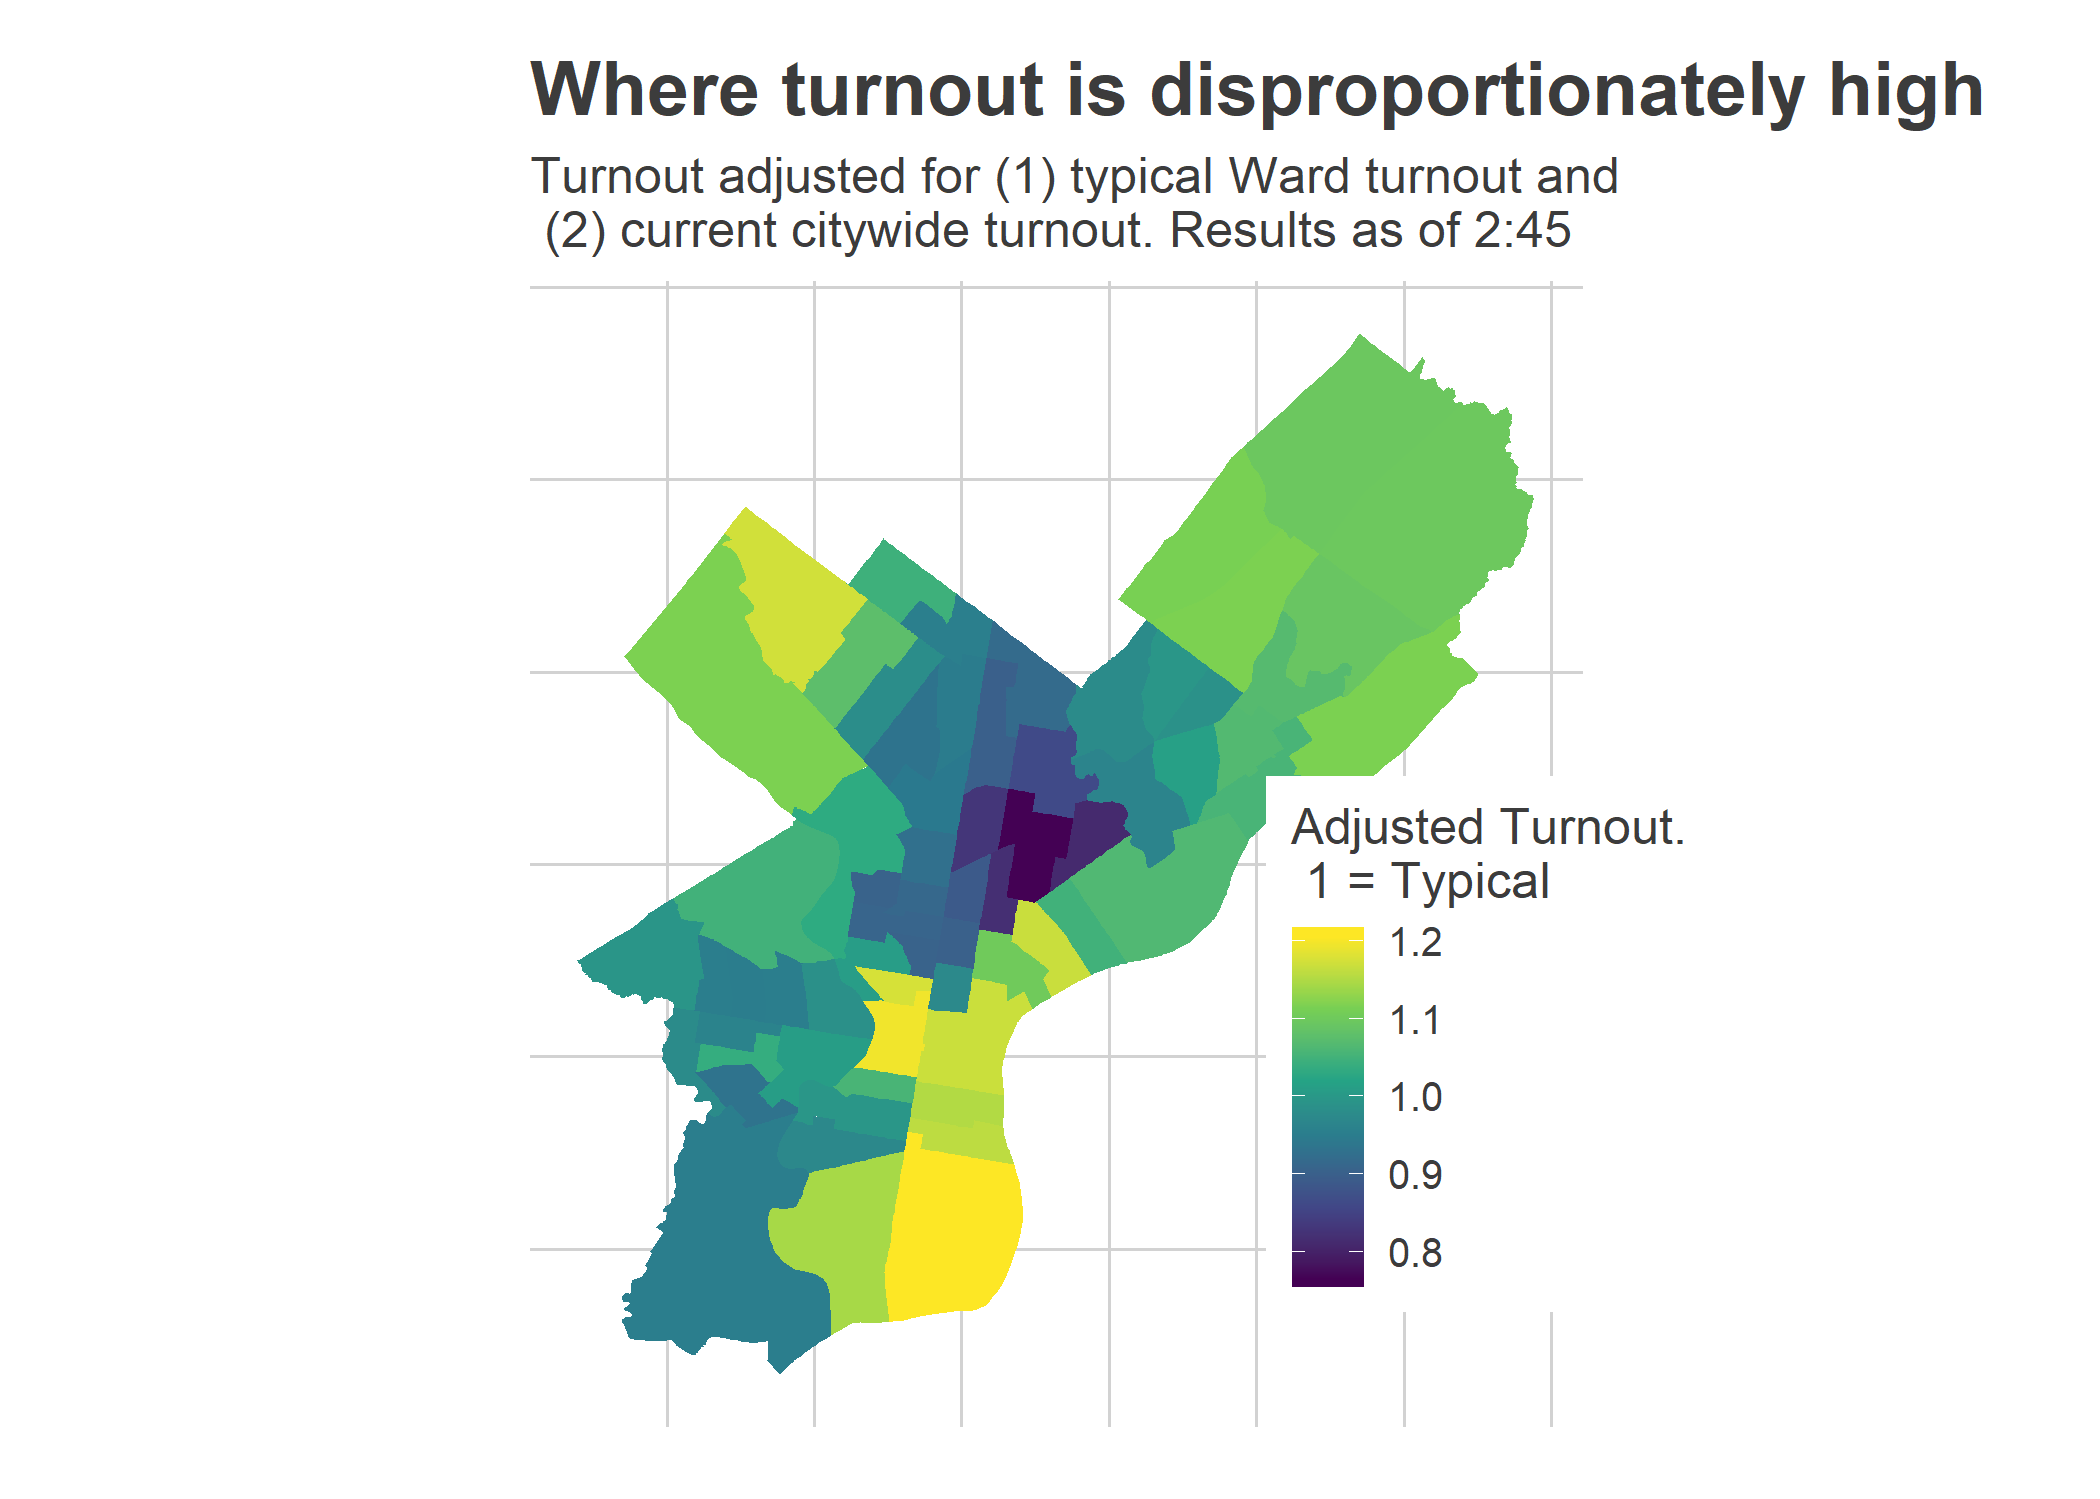 Where turnout is disproportionately high
Turnout adjusted for (1) typical Ward turnout and
(2) current citywide turnout. Results as of 2:45
Adjusted Turnout.
1 = Typical
1.2
1.1
1.0
0.9
0.8